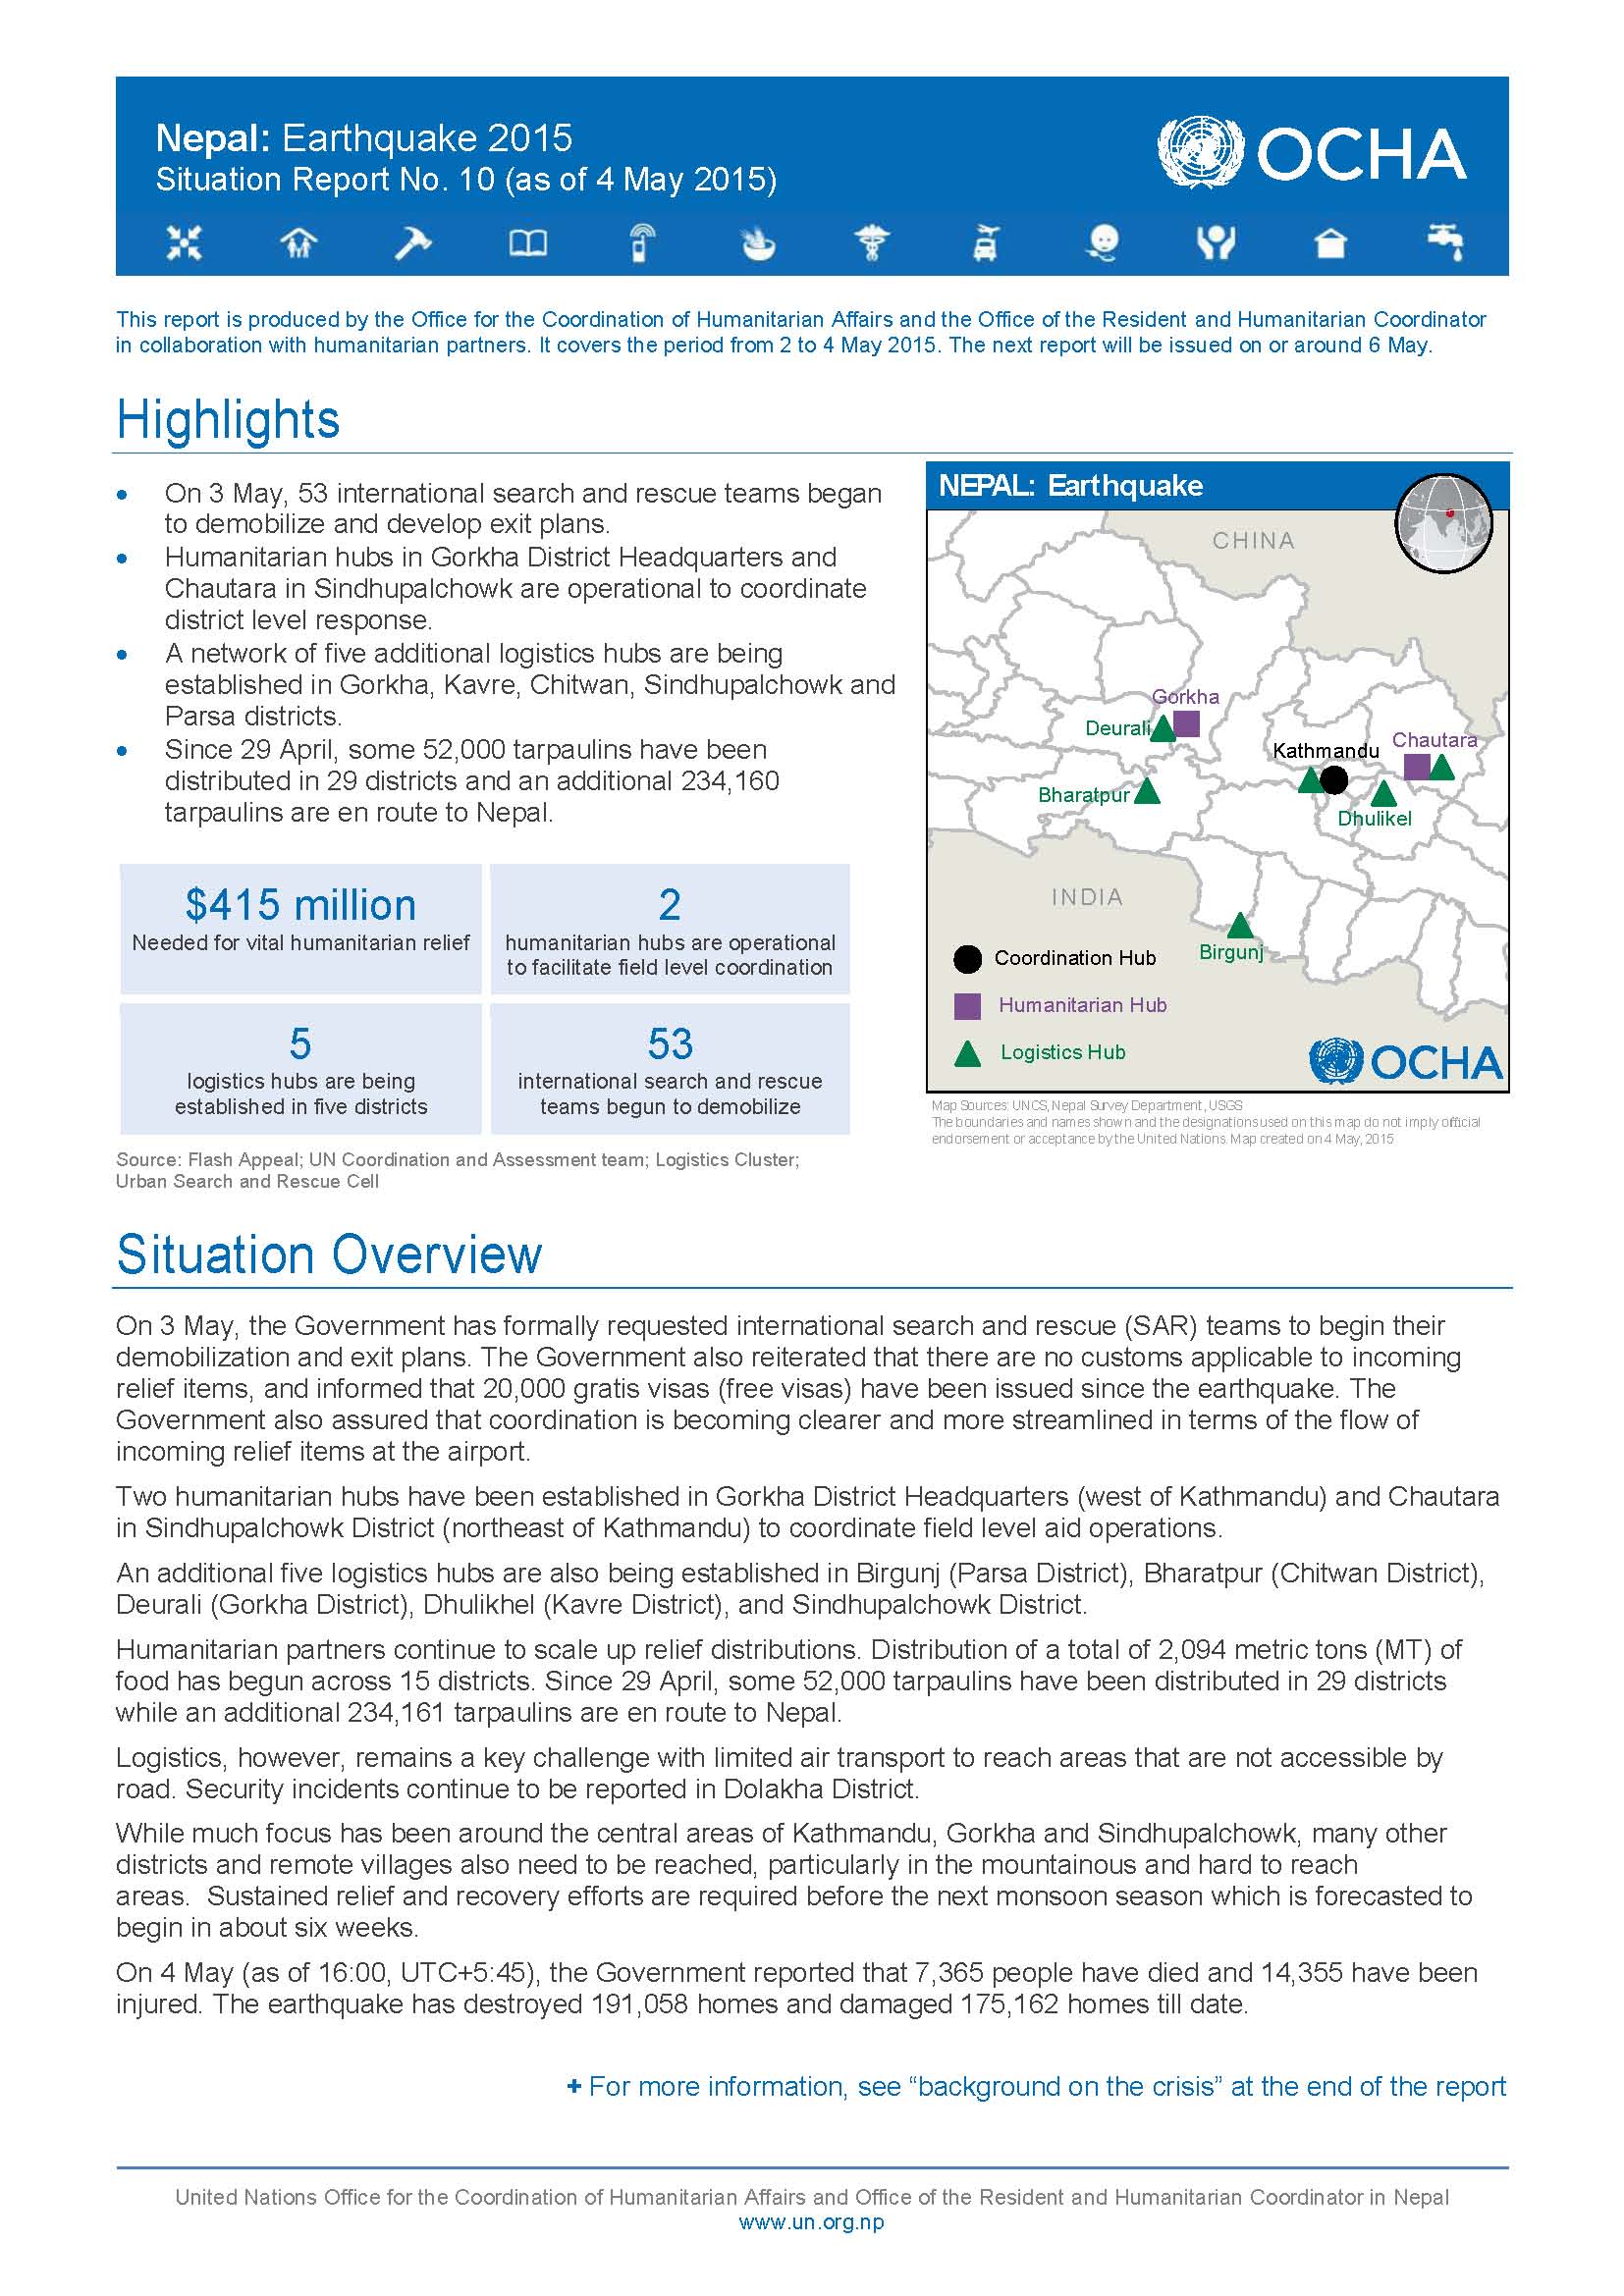 Nepal: Earthquake 2015
Situation Report No. 10 (as of 4 May 2015)
OCHA
This report is produced by the Office for the Coordination of Humanitarian Affairs and the Office of the Resident and Humanitarian Coordinator
in collaboration with humanitarian partners. It covers the period from 2 to 4 May 2015. The next report will be issued on or around 6 May.
Highlights
• On 3 May, 53 international search and rescue teams began
to demobilize and develop exit plans.
• Humanitarian hubs in Gorkha District Headquarters and
Chautara in Sindhupalchowk are operational to coordinate
district level response.
• A network of five additional logistics hubs are being
established in Gorkha, Kavre, Chitwan, Sindhupalchowk and
Parsa districts.
• Since 29 April, some 52,000 tarpaulins have been
distributed in 29 districts and an additional 234,160
tarpaulins are en route to Nepal.
$415 million
Needed for vital humanitarian relief
2
humanitarian hubs are operational
to facilitate field level coordination
5
logistics hubs are being
established in five districts
53
international search and rescue
teams begun to demobilize
Source: Flash Appeal; UN Coordination and Assessment team; Logistics Cluster;
Urban Search and Rescue Cell
NEPAL: Earthquake
CHINA
Gorkha
Deurali
Kathmandu
Chautara
Bharatpur
Dhulikel
INDIA
Birgunj
Coordination Hub
Humanitarian Hub
Logistics Hub
OCHA
Map Sources: UNCS, Nepal Survey Department, USGS
The boundaries and names shown and the designations used on this map do not imply official
endorsement or acceptance by the United Nations. Map created on 4 May, 2015
Situation Overview
On 3 May, the Government has formally requested international search and rescue (SAR) teams to begin their
demobilization and exit plans. The Government also reiterated that there are no customs applicable to incoming
relief items, and informed that 20,000 gratis visas (free visas) have been issued since the earthquake. The
Government also assured that coordination is becoming clearer and more streamlined in terms of the flow of
incoming relief items at the airport.
Two humanitarian hubs have been established in Gorkha District Headquarters (west of Kathmandu) and Chautara
in Sindhupalchowk District (northeast of Kathmandu) to coordinate field level aid operations.
An additional five logistics hubs are also being established in Birgunj (Parsa District), Bharatpur (Chitwan District),
Deurali (Gorkha District), Dhulikhel (Kavre District), and Sindhupalchowk District.
Humanitarian partners continue to scale up relief distributions. Distribution of a total of 2,094 metric tons (MT) of
food has begun across 15 districts. Since 29 April, some 52,000 tarpaulins have been distributed in 29 districts
while an additional 234,161 tarpaulins are en route to Nepal.
Logistics, however, remains a key challenge with limited air transport to reach areas that are not accessible by
road. Security incidents continue to be reported in Dolakha District.
While much focus has been around the central areas of Kathmandu, Gorkha and Sindhupalchowk, many other
districts and remote villages also need to be reached, particularly in the mountainous and hard to reach
areas. Sustained relief and recovery efforts are required before the next monsoon season which is forecasted to
begin in about six weeks.
On 4 May (as of 16:00, UTC+5:45), the Government reported that 7,365 people have died and 14,355 have been
injured. The earthquake has destroyed 191,058 homes and damaged 175,162 homes till date.
+ For more information, see “background on the crisis” at the end of the report
United Nations Office for the Coordination of Humanitarian Affairs and Office of the Resident and Humanitarian Coordinator in Nepal
www.un.org.np